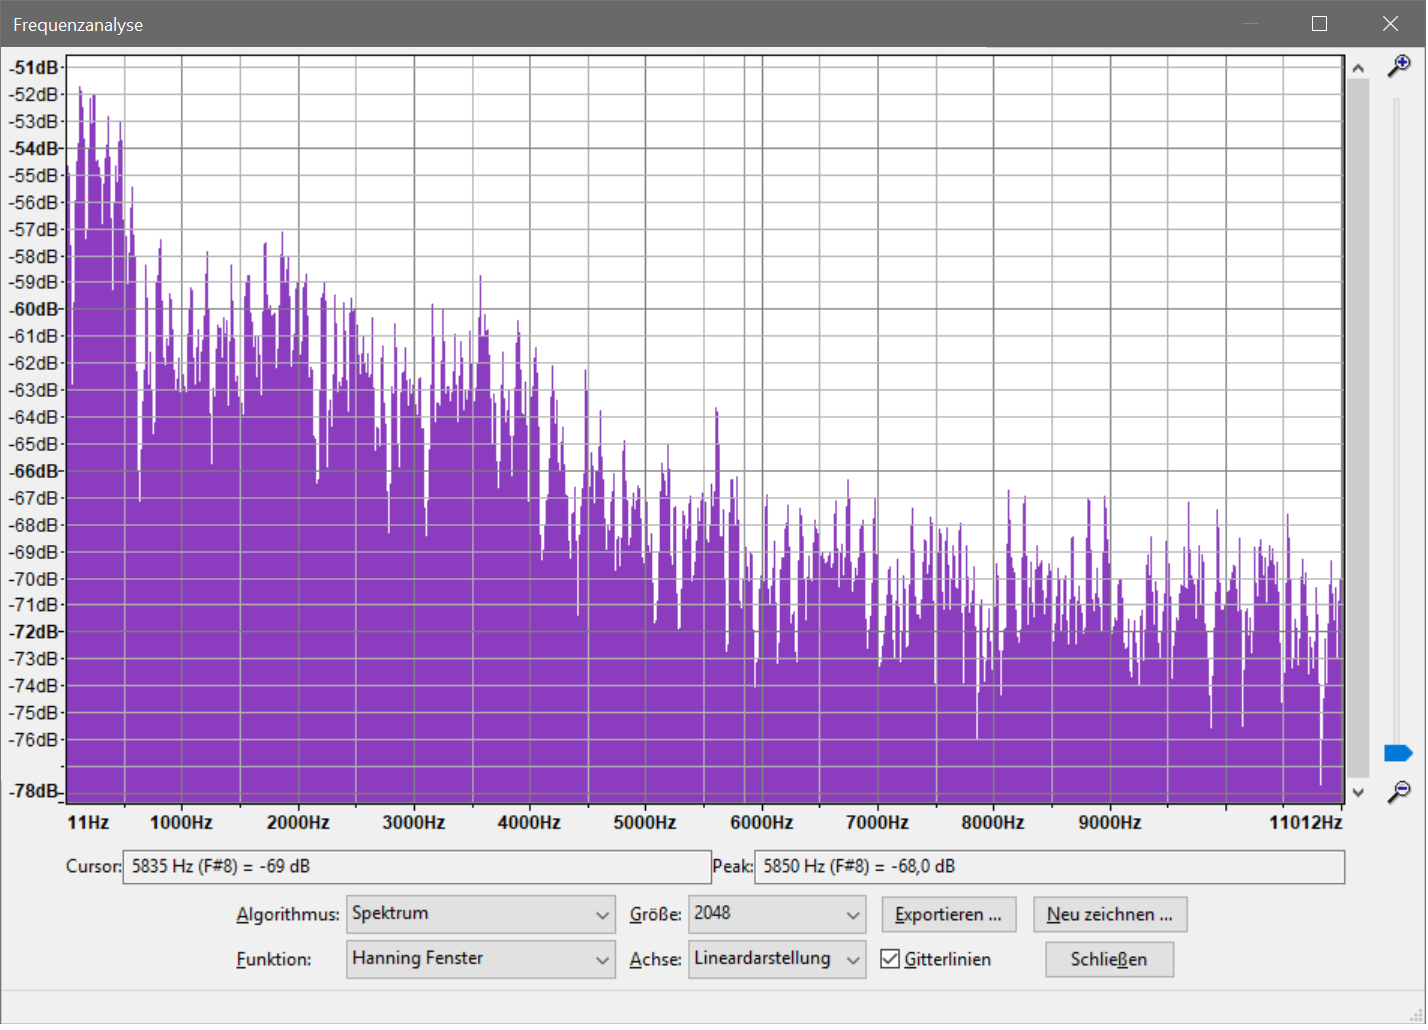 Frequenzanalyse
-51dB
-52dB
-53dB
-54dB
-55dB
-56dB
-57dB
-58dB
-59dB
-60dB
-61dB
-62dB
-63dB
-64dB
-65dB
-66dB
-67dB
-68dB
-69dB
-70dB
-71dB
-72dB
-73dB
-74dB
-75dB
-76dB
-78dB
11Hz 1000Hz 2000Hz 3000Hz 4000Hz 5000Hz 6000Hz 7000Hz 8000Hz 9000Hz 11012Hz
Cursor: 5835 Hz (F#8) = -69 dB Peak: 5850 Hz (F#8) = -68,0 dB
Algorithmus: Spektrum Größe: 2048 Exportieren ... Neu zeichnen ...
Funktion: Hanning Fenster Achse: Lineardarstellung Gitterlinien Schließen